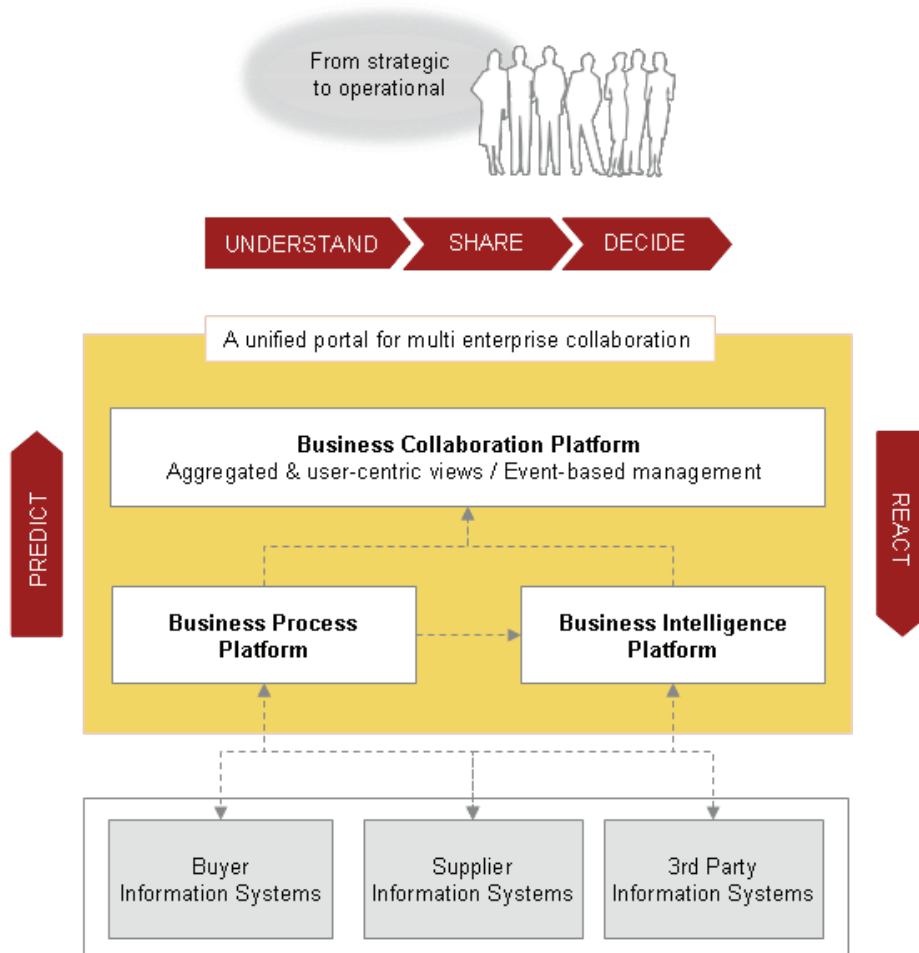 From strategic
to operational
UNDERSTAND
SHARE
DECIDE
A unified portal for multi enterprise collaboration
Business Collaboration Platform
Aggregated & user-centric views / Event-based management
PREDICT
REACT
Business Process
Platform
Business Intelligence
Platform
Buyer
Information Systems
Supplier
Information Systems
3rd Party
Information Systems